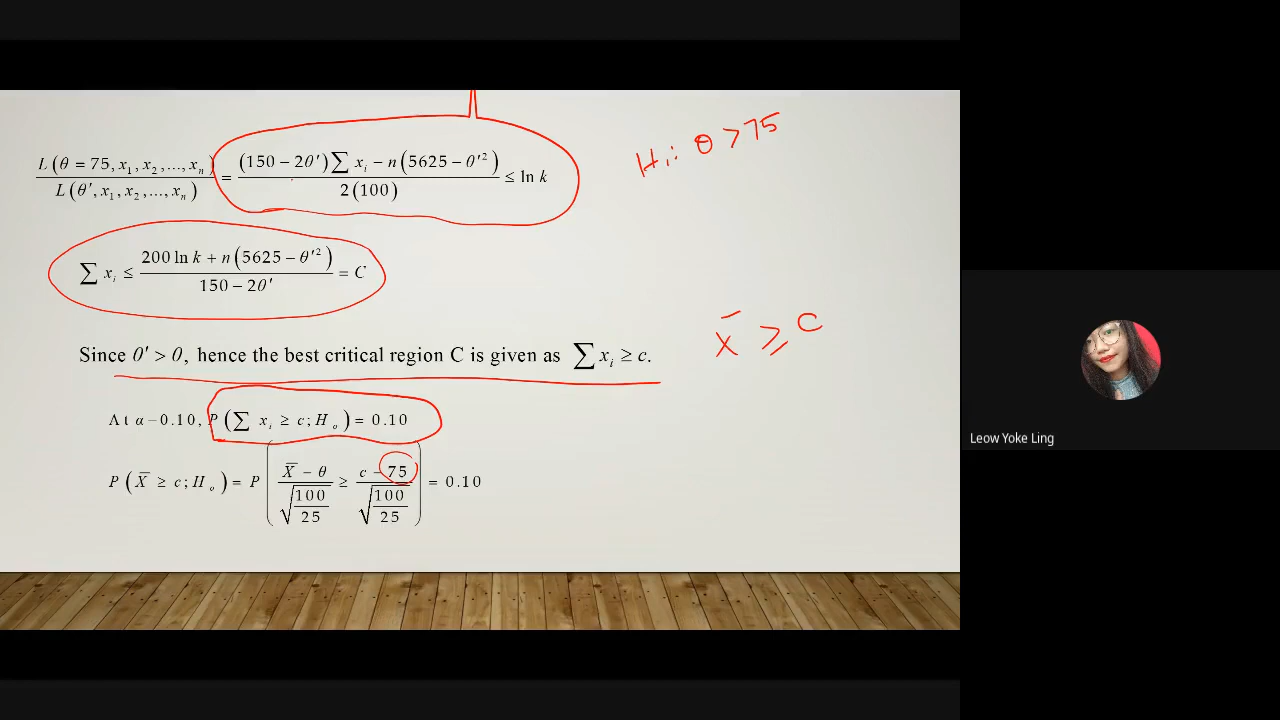 L(θ = 75, x₁, x₂, ..., xₙ) / L(θ′, x₁, x₂, ..., xₙ) = (150 − 2θ′)∑ xᵢ − n(5625 − θ′²) / 2(100) ≤ ln k
H₁: θ > 75
∑ xᵢ ≤ 200 ln k + n(5625 − θ′²) / 150 − 2θ′ = C
X̄ ≥ c
Since θ′ > θ, hence the best critical region C is given as ∑ xᵢ ≥ c.
At α=0.10, P(∑ xᵢ ≥ c; Hₒ) = 0.10
P(X̄ ≥ c; Hₒ) = P( (X̄ − θ) / √(100/25) ≥ (c − 75) / √(100/25) ) = 0.10
Leow Yoke Ling